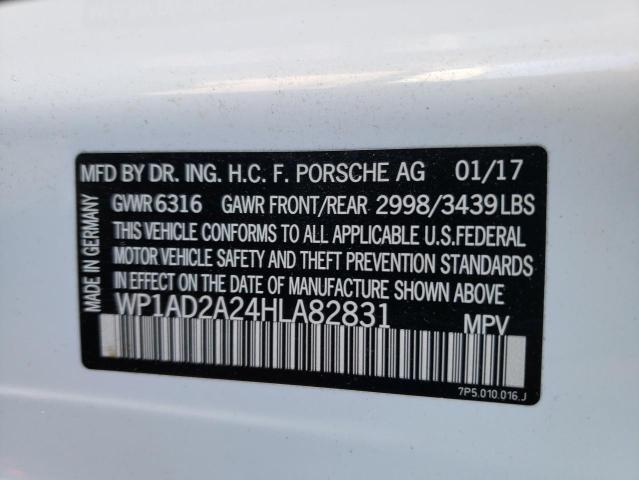 MFD BY DR. ING. H.C. F. PORSCHE AG 01/17
GVWR 6316 GAWR FRONT/REAR 2998/3439 LBS
THIS VEHICLE CONFORMS TO ALL APPLICABLE U.S. FEDERAL
MOTOR VEHICLE SAFETY AND THEFT PREVENTION STANDARDS
IN EFFECT ON THE DATE OF MANUFACTURE SHOWN ABOVE.
WP1AD2A24HLA82831 MPV
7P5.010.016.J
MADE IN GERMANY